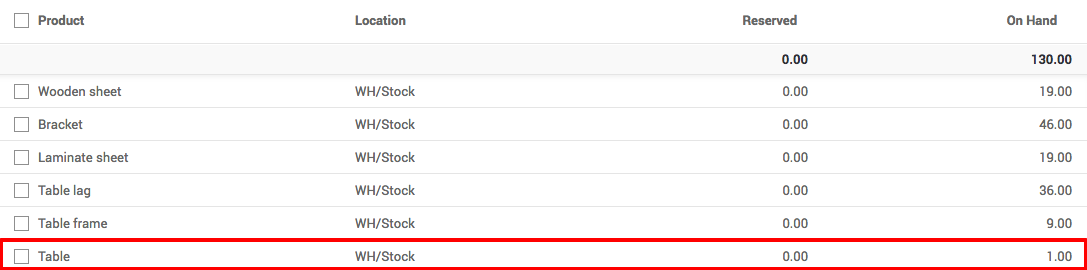 Product Location Reserved On Hand
0.00 130.00
Wooden sheet WH/Stock 0.00 19.00
Bracket WH/Stock 0.00 46.00
Laminate sheet WH/Stock 0.00 19.00
Table lag WH/Stock 0.00 36.00
Table frame WH/Stock 0.00 9.00
Table WH/Stock 0.00 1.00